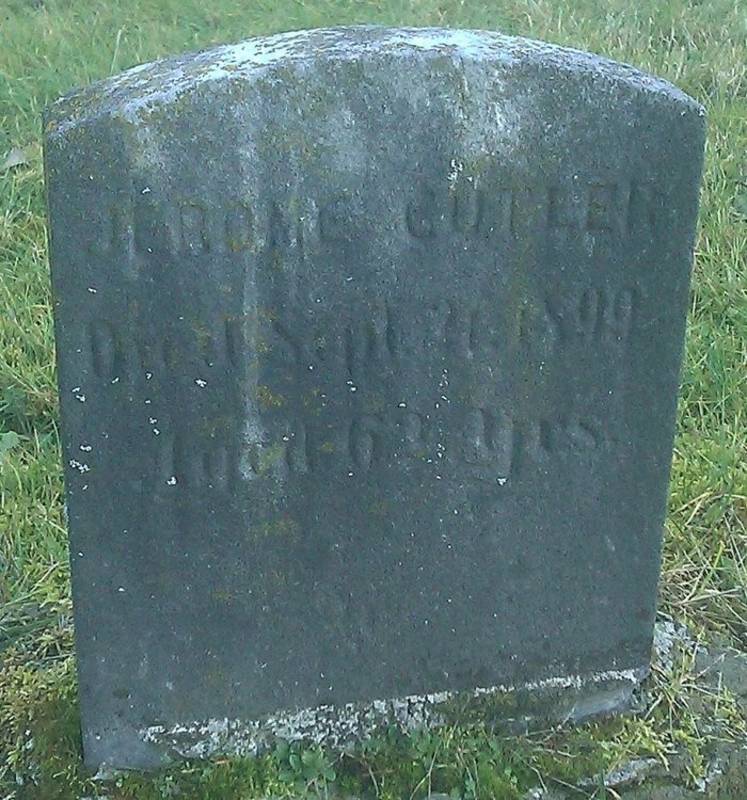 JEROME CUTLER
Died Sept. 1899
Aged Yrs.